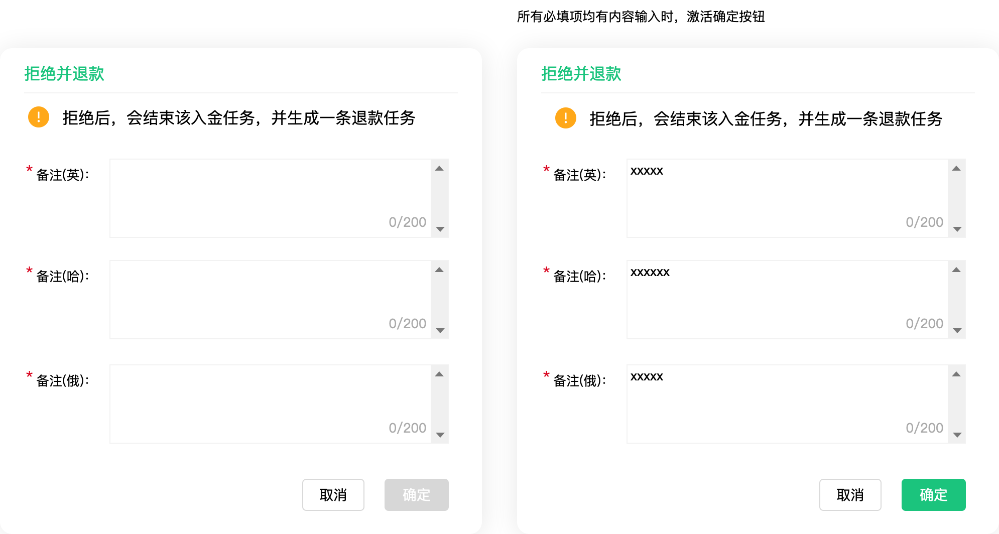 所有必填项均有内容输入时，激活确定按钮
拒绝并退款
拒绝后，会结束该入金任务，并生成一条退款任务
* 备注(英)：
0/200
* 备注(哈)：
0/200
* 备注(俄)：
0/200
取消
确定
拒绝并退款
拒绝后，会结束该入金任务，并生成一条退款任务
* 备注(英)：
xxxxx
0/200
* 备注(哈)：
xxxxxx
0/200
* 备注(俄)：
xxxxx
0/200
取消
确定